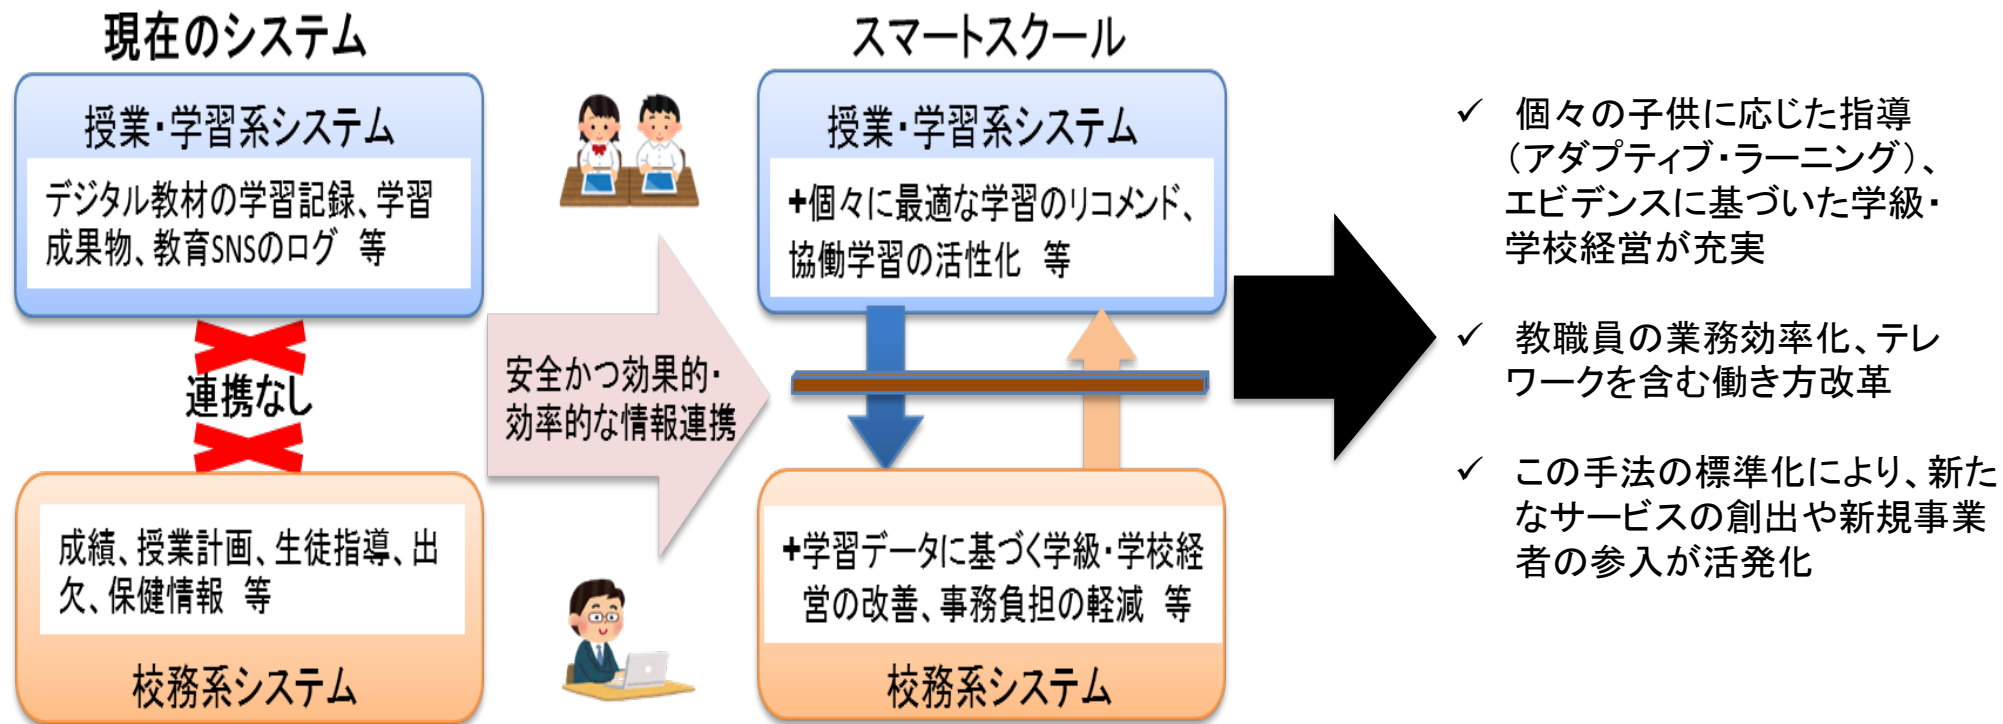 現在のシステム
授業・学習系システム
デジタル教材の学習記録、学習
成果物、教育SNSのログ 等
連携なし
成績、授業計画、生徒指導、出
欠、保健情報 等
校務系システム
安全かつ効果的・
効率的な情報連携
スマートスクール
授業・学習系システム
+個々に最適な学習のリコメンド、
協働学習の活性化 等
+学習データに基づく学級・学校経
営の改善、事務負担の軽減 等
校務系システム
✓ 個々の子供に応じた指導
（アダプティブ・ラーニング）、
エビデンスに基づいた学級・
学校経営が充実
✓ 教職員の業務効率化、テレ
ワークを含む働き方改革
✓ この手法の標準化により、新た
なサービスの創出や新規事業
者の参入が活発化